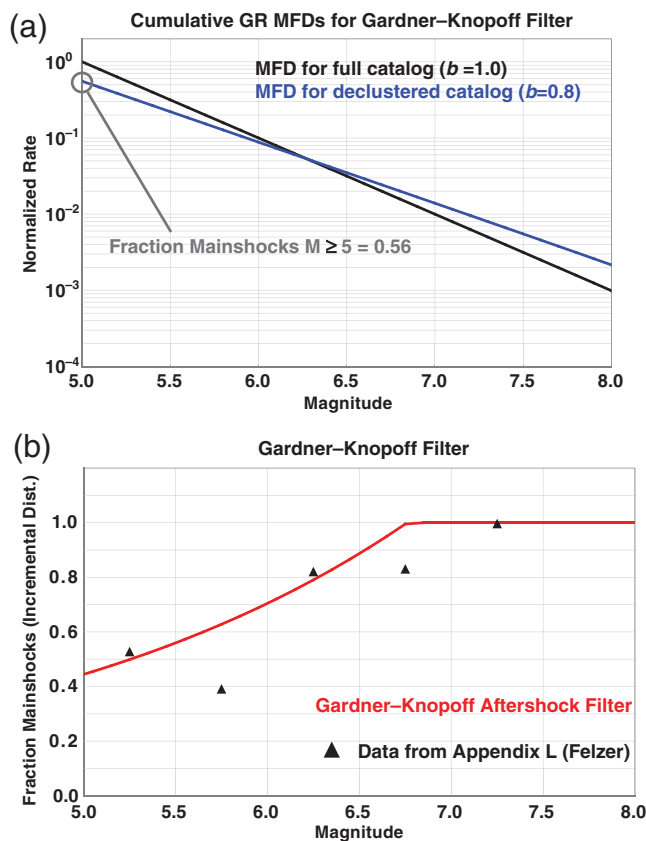 (a)
Cumulative GR MFDs for Gardner–Knopoff Filter
MFD for full catalog (b =1.0)
MFD for declustered catalog (b=0.8)
Fraction Mainshocks M ≥ 5 = 0.56
Normalized Rate
10⁰
10⁻¹
10⁻²
10⁻³
10⁻⁴
5.0 5.5 6.0 6.5 7.0 7.5 8.0
Magnitude
(b)
Gardner–Knopoff Filter
Fraction Mainshocks (Incremental Dist.)
1.0
0.8
0.6
0.4
0.2
0.0
Gardner–Knopoff Aftershock Filter
Data from Appendix L (Felzer)
5.0 5.5 6.0 6.5 7.0 7.5 8.0
Magnitude